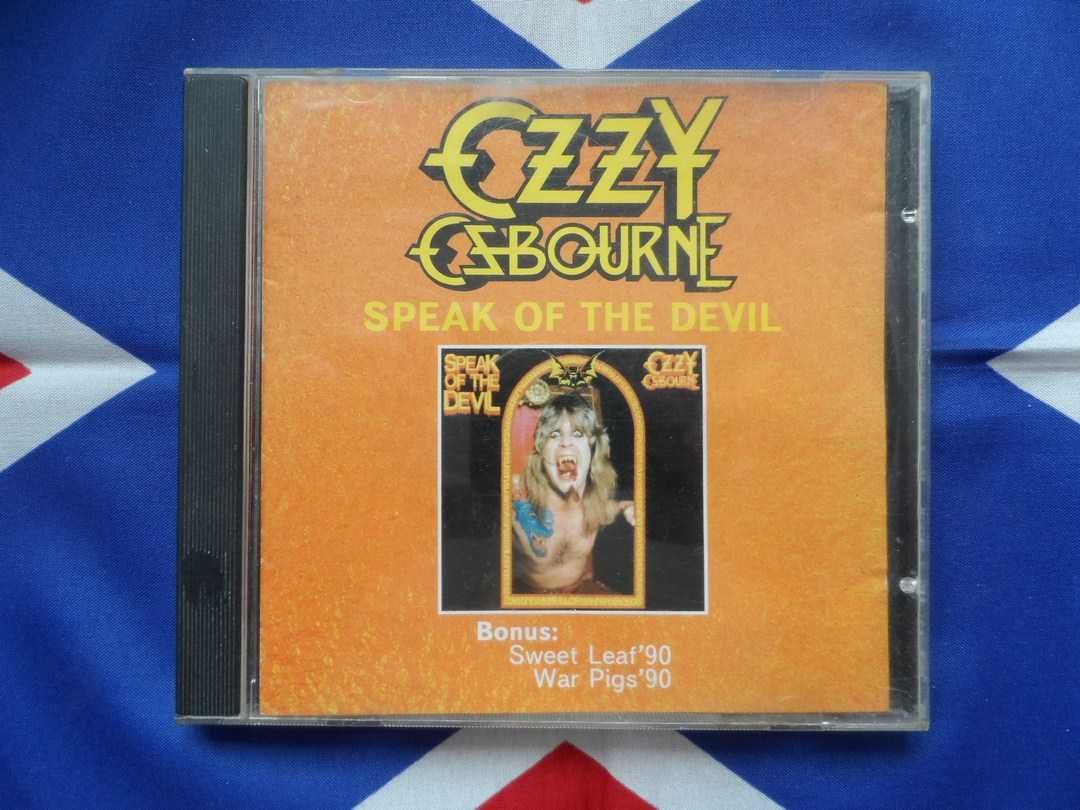 OZZY
OSBOURNE
SPEAK OF THE DEVIL
SPEAK
OF THE
DEVIL
OZZY
OSBOURNE
Bonus:
Sweet Leaf'90
War Pigs'90